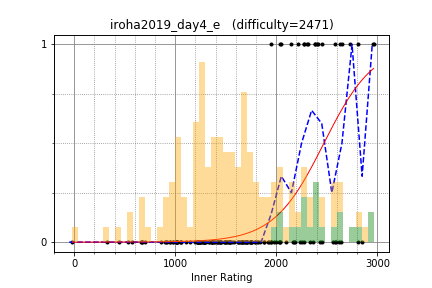 iroha2019_day4_e (difficulty=2471)
1
0
0 1000 2000 3000
Inner Rating